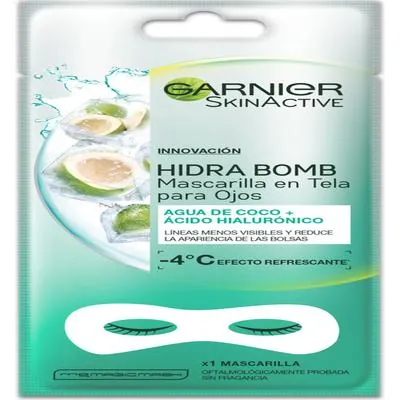 GARNIER
SKINACTIVE
INNOVACIÓN
HIDRA BOMB
Mascarilla en Tela
para Ojos
AGUA DE COCO +
ÁCIDO HIALURÓNICO
LÍNEAS MENOS VISIBLES Y REDUCE
LA APARIENCIA DE LAS BOLSAS
-4°C EFECTO REFRESCANTE*
x1 MASCARILLA
OFTALMOLÓGICAMENTE PROBADA
SIN FRAGANCIA